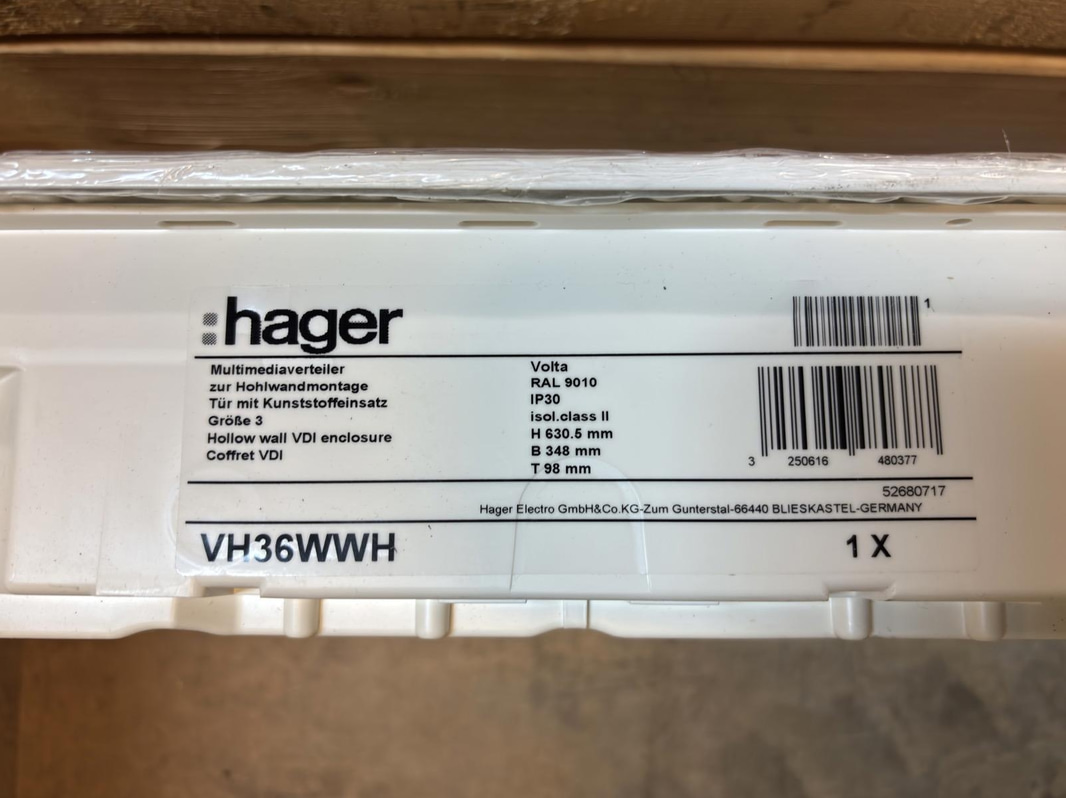 hager
1
Multimediaverteiler
zur Hohlwandmontage
Tür mit Kunststoffeinsatz
Größe 3
Hollow wall VDI enclosure
Coffret VDI
Volta
RAL 9010
IP30
isol.class II
H 630.5 mm
B 348 mm
T 98 mm
3 250616 480377
52680717
Hager Electro GmbH&Co.KG-Zum Gunterstal-66440 BLIESKASTEL-GERMANY
VH36WWH
1 X